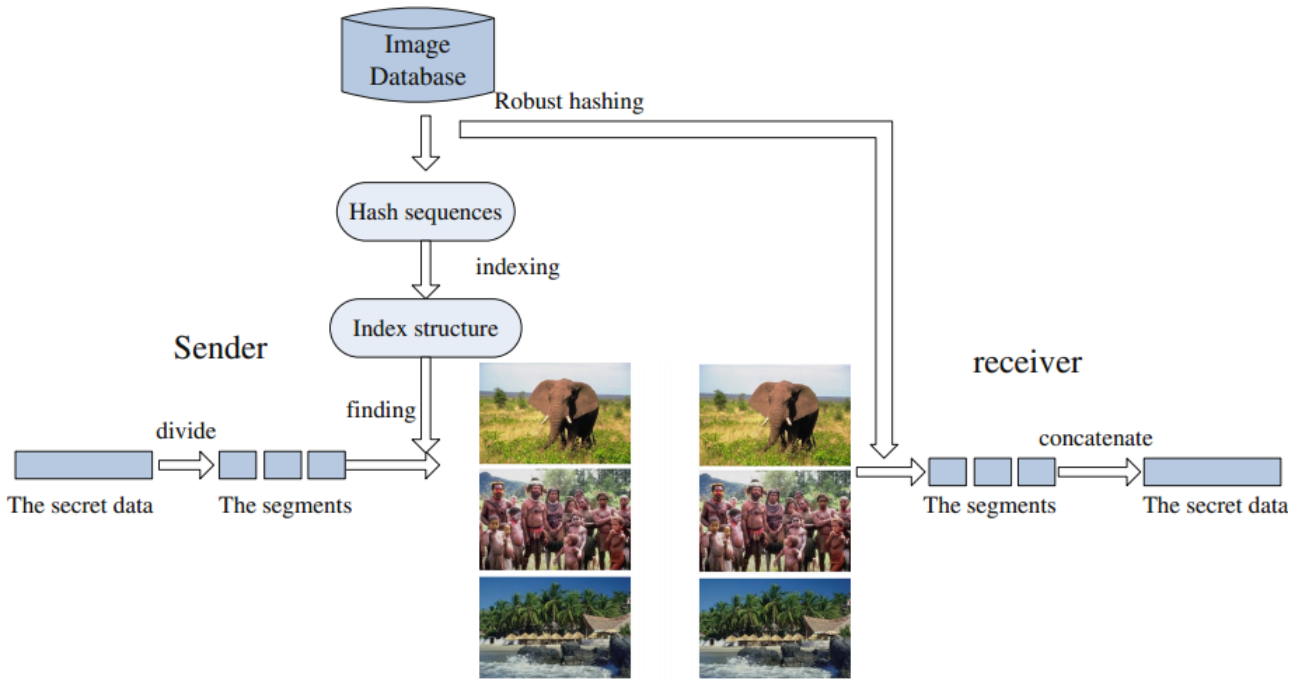 Image
Database
Robust hashing
Hash sequences
indexing
Index structure
Sender
receiver
finding
divide
concatenate
The secret data
The segments
The segments
The secret data